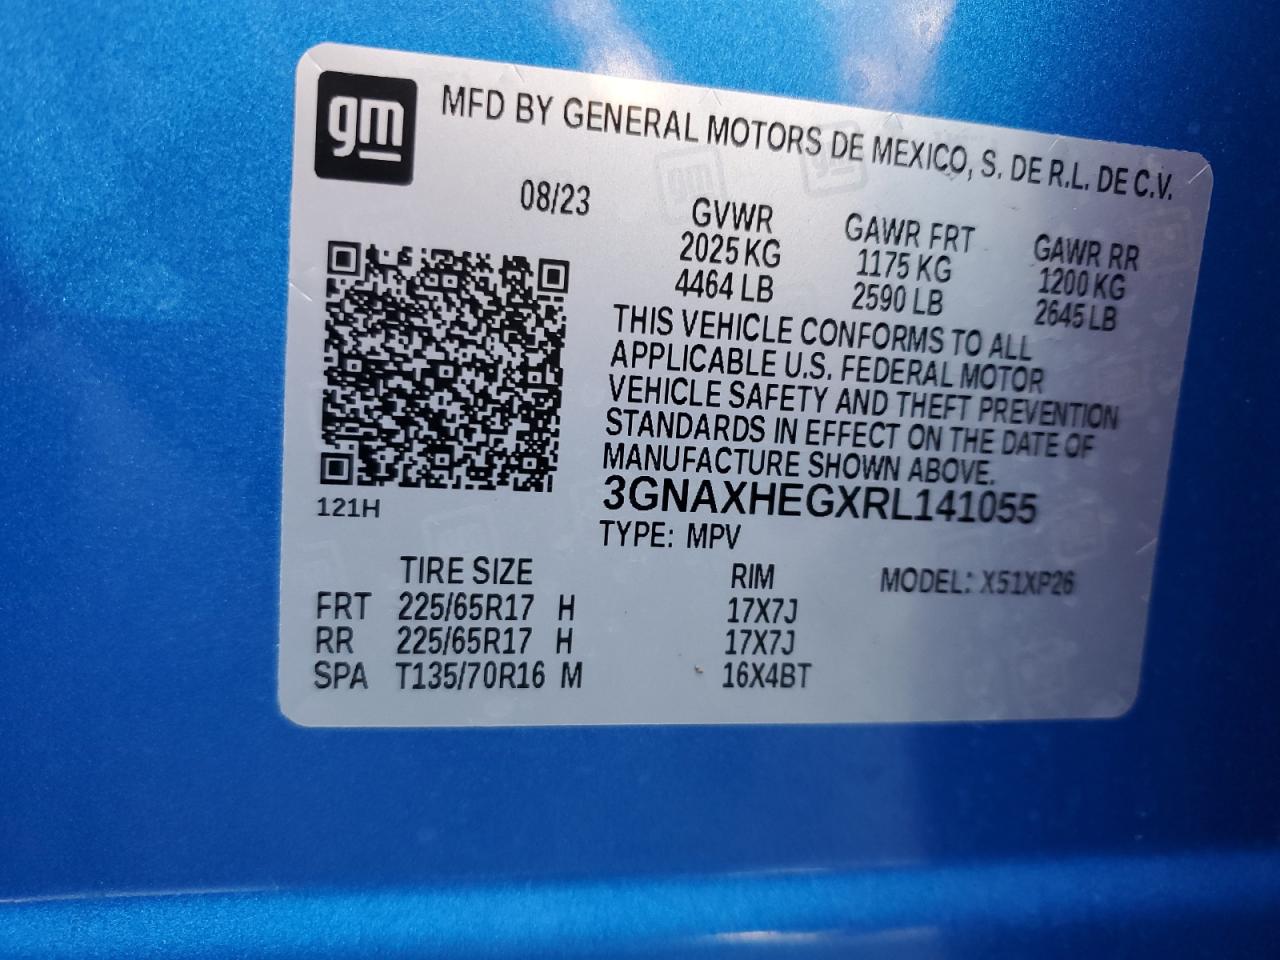 gm
MFD BY GENERAL MOTORS DE MEXICO, S. DE R.L. DE C.V.
08/23
GVWR GAWR FRT GAWR RR
2025 KG 1175 KG 1200 KG
4464 LB 2590 LB 2645 LB
THIS VEHICLE CONFORMS TO ALL
APPLICABLE U.S. FEDERAL MOTOR
VEHICLE SAFETY AND THEFT PREVENTION
STANDARDS IN EFFECT ON THE DATE OF
MANUFACTURE SHOWN ABOVE.
3GNAXHEGXRL141055
121H
TYPE: MPV
TIRE SIZE RIM MODEL: X51XP26
FRT 225/65R17 H 17X7J
RR 225/65R17 H 17X7J
SPA T135/70R16 M 16X4BT